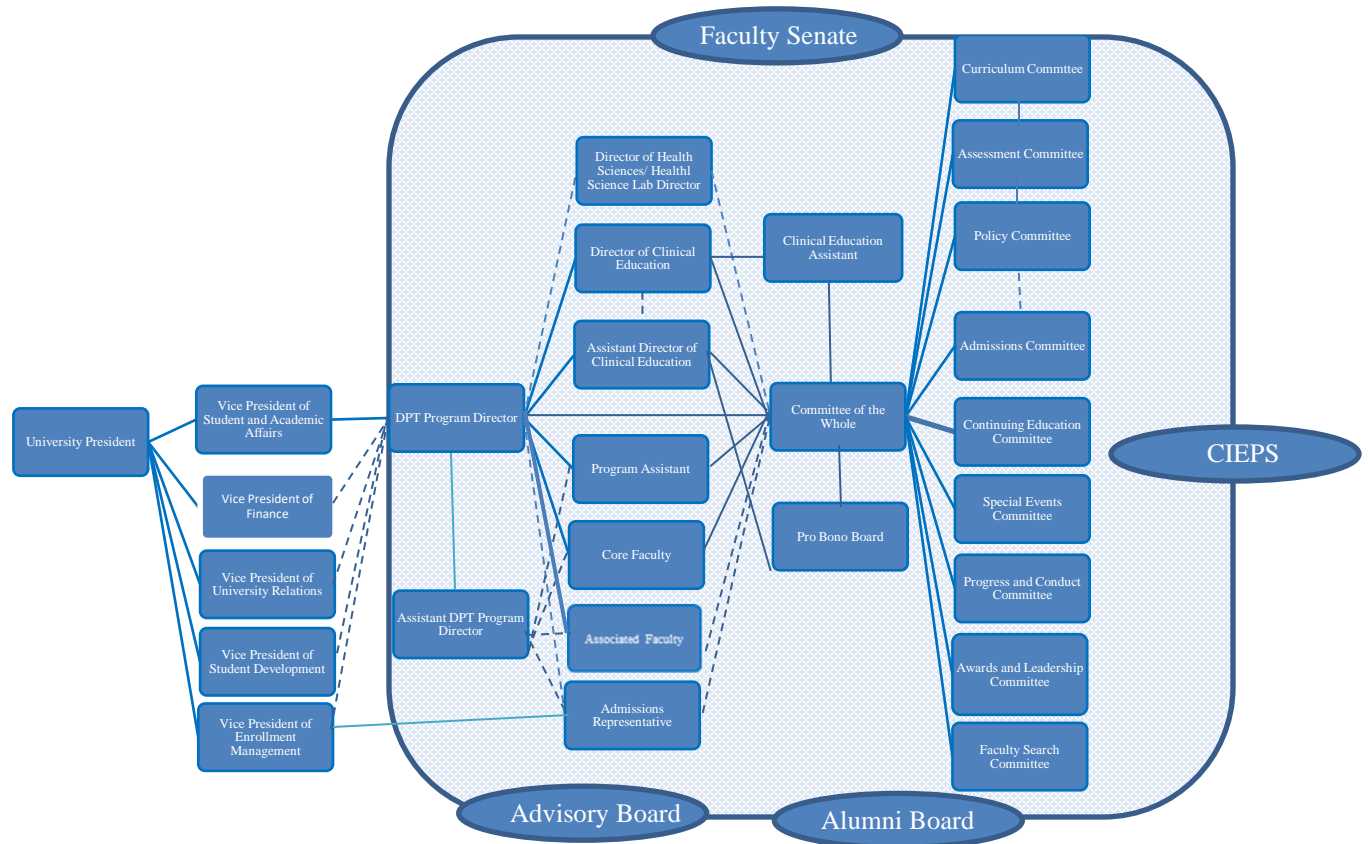 Faculty Senate
Curriculum Commttee
Assessment Committee
Policy Committee
Admissions Committee
Continuing Education
Committee
Special Events
Committee
Progress and Conduct
Committee
Awards and Leadership
Committee
Faculty Search
Committee
Director of Health
Sciences/ Healthl
Science Lab Director
Director of Clinical
Education
Assistant Director of
Clinical Education
Program Assistant
Core Faculty
Associated Faculty
Admissions
Representative
Clinical Education
Assistant
Committee of the
Whole
Pro Bono Board
DPT Program Director
Assistant DPT Program
Director
University President
Vice President of
Student and Academic
Affairs
Vice President of
Finance
Vice President of
University Relations
Vice President of
Student Development
Vice President of
Enrollment
Management
CIEPS
Advisory Board
Alumni Board